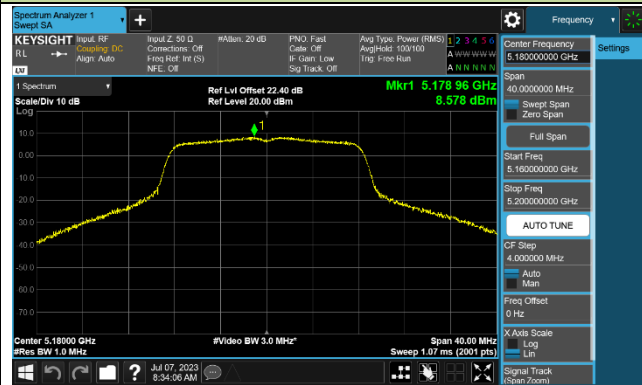 Spectrum Analyzer 1
Swept SA
Frequency
KEYSIGHT
Input: RF
Input Z: 50 Ω
#Atten: 20 dB
PNO: Fast
Avg Type: Power (RMS)
1 2 3 4 5 6
RL
Coupling: DC
Corrections: Off
Gate: Off
Avg|Hold: 100/100
A W W W W W
Align: Auto
Freq Ref: Int (S)
IF Gain: Low
Trig: Free Run
NFE: Off
Sig Track: Off
A N N N N N
LXI
1 Spectrum
Scale/Div 10 dB
Ref Lvl Offset 22.40 dB
Ref Level 20.00 dBm
Mkr1 5.178 96 GHz
8.578 dBm
Log
1
10.0
0.00
-10.0
-20.0
-30.0
-40.0
-50.0
-60.0
-70.0
Center 5.18000 GHz
#Res BW 1.0 MHz
#Video BW 3.0 MHz*
Span 40.00 MHz
Sweep 1.07 ms (2001 pts)
?
Jul 07, 2023
8:34:06 AM
Center Frequency
5.18000000 GHz
Settings
Span
40.0000000 MHz
Swept Span
Zero Span
Full Span
Start Freq
5.160000000 GHz
Stop Freq
5.200000000 GHz
AUTO TUNE
CF Step
4.000000 MHz
Auto
Man
Freq Offset
0 Hz
X Axis Scale
Log
Lin
Signal Track
(Span Zoom)